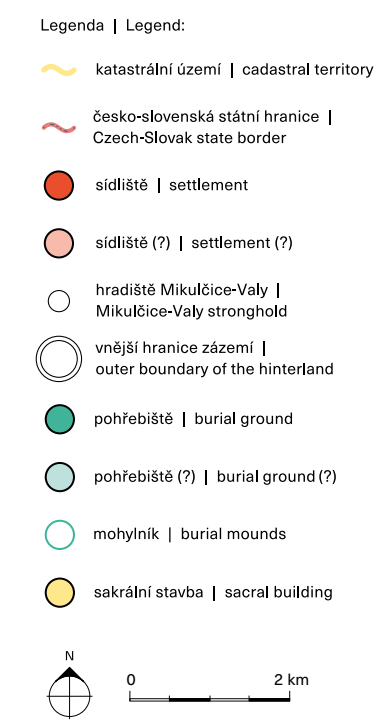 Legenda | Legend:
katastrální území | cadastral territory
česko-slovenská státní hranice |
Czech-Slovak state border
sídliště | settlement
sídliště (?) | settlement (?)
hradiště Mikulčice-Valy |
Mikulčice-Valy stronghold
vnější hranice zázemí |
outer boundary of the hinterland
pohřebiště | burial ground
pohřebiště (?) | burial ground (?)
mohylník | burial mounds
sakrální stavba | sacral building
N
0 2 km